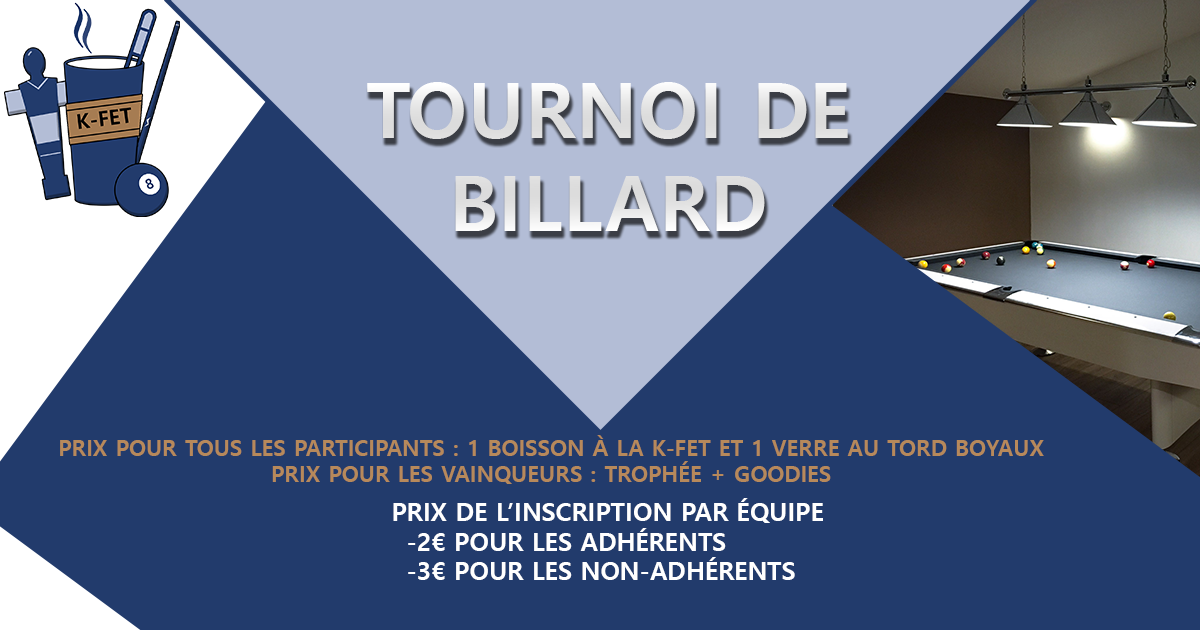 K-FET
8
TOURNOI DE
BILLARD
PRIX POUR TOUS LES PARTICIPANTS : 1 BOISSON À LA K-FET ET 1 VERRE AU TORD BOYAUX
PRIX POUR LES VAINQUEURS : TROPHÉE + GOODIES
PRIX DE L’INSCRIPTION PAR ÉQUIPE
-2€ POUR LES ADHÉRENTS
-3€ POUR LES NON-ADHÉRENTS